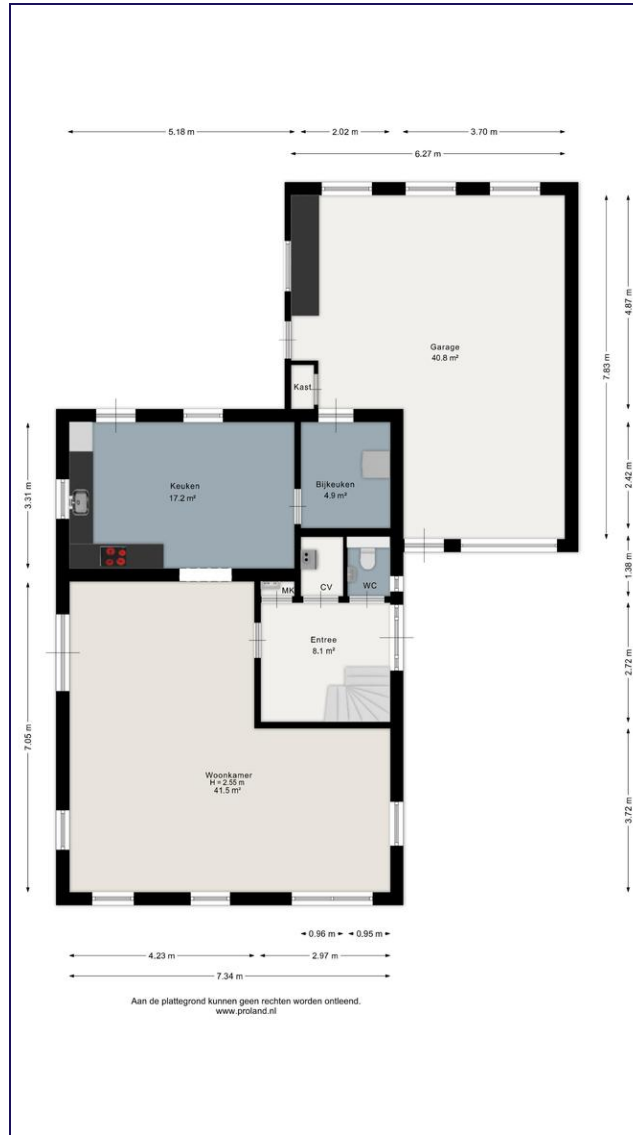 5.18 m
2.02 m
3.70 m
6.27 m
4.87 m
7.83 m
Garage
40.8 m²
Kast
Keuken
17.2 m²
Bijkeuken
4.9 m²
3.31 m
2.42 m
1.38 m
MK
CV
WC
Entree
8.1 m²
2.72 m
7.05 m
Woonkamer
H = 2.55 m
41.5 m²
3.72 m
0.96 m
0.95 m
4.23 m
2.97 m
7.34 m
Aan de plattegrond kunnen geen rechten worden ontleend.
www.proland.nl